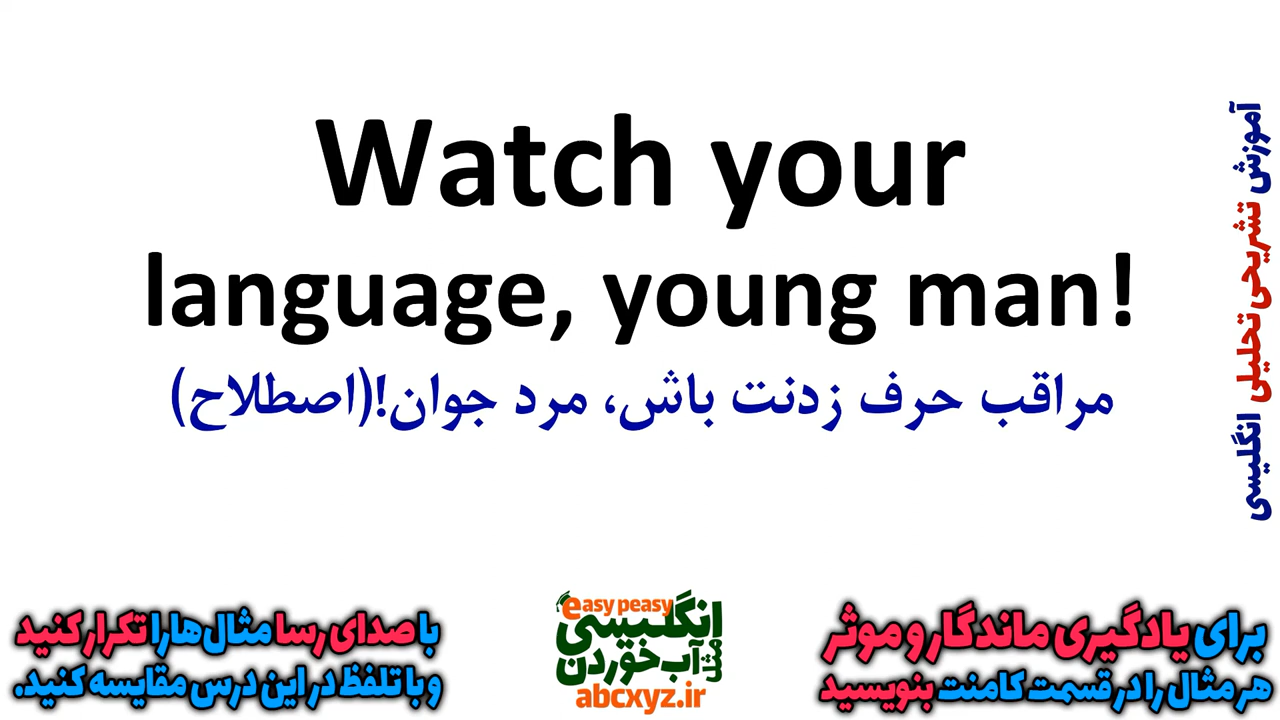 Watch your
language, young man!
مراقب حرف زدنت باش، مرد جوان!(اصطلاح)
آموزش تشریحی تحلیلی انگلیسی
با صدای رسا مثال‌ها را تکرار کنید
و با تلفظ در این درس مقایسه کنید.
easy peasy
انگلیسی
مثل آب خوردن
abcxyz.ir
برای یادگیری ماندگار و موثر
هر مثال را در قسمت کامنت بنویسید